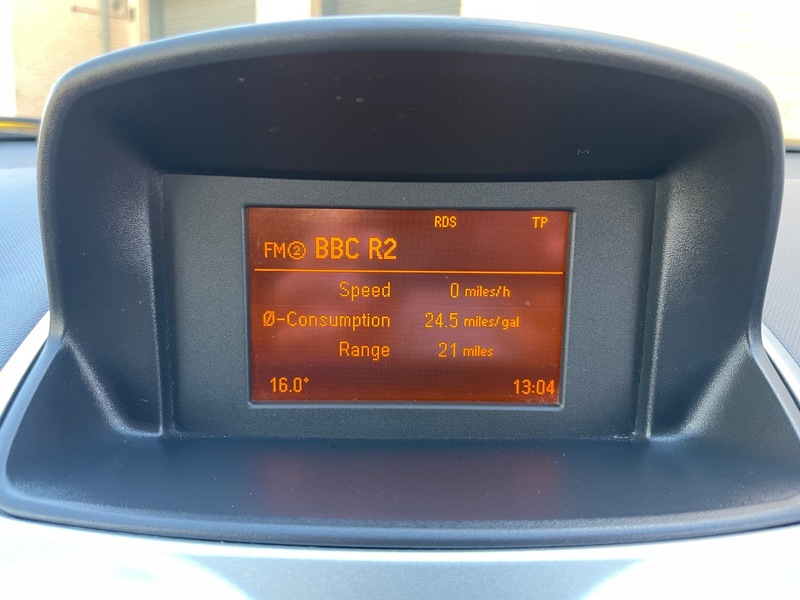 RDS TP
FM② BBC R2
Speed 0 miles/h
Ø-Consumption 24.5 miles/gal
Range 21 miles
16.0° 13:04